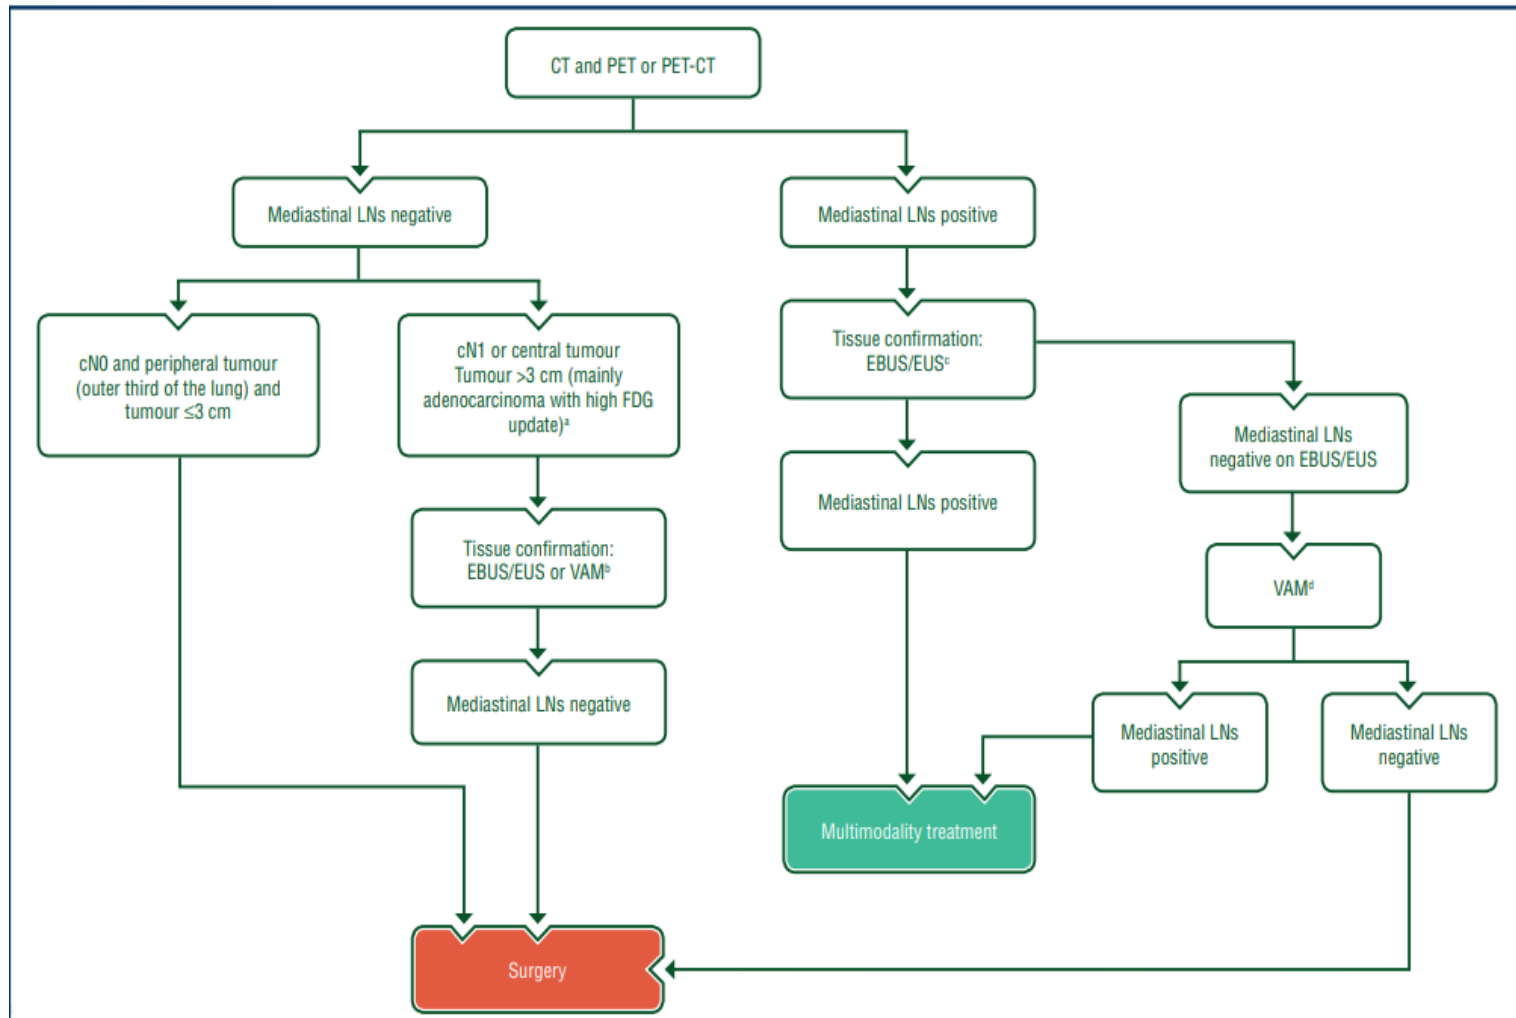 CT and PET or PET-CT
Mediastinal LNs negative
Mediastinal LNs positive
cN0 and peripheral tumour
(outer third of the lung) and
tumour ≤3 cm
cN1 or central tumour
Tumour >3 cm (mainly
adenocarcinoma with high FDG
update)ᵃ
Tissue confirmation:
EBUS/EUSᶜ
Mediastinal LNs
negative on EBUS/EUS
Mediastinal LNs positive
Tissue confirmation:
EBUS/EUS or VAMᵇ
VAMᵈ
Mediastinal LNs negative
Mediastinal LNs
positive
Mediastinal LNs
negative
Multimodality treatment
Surgery